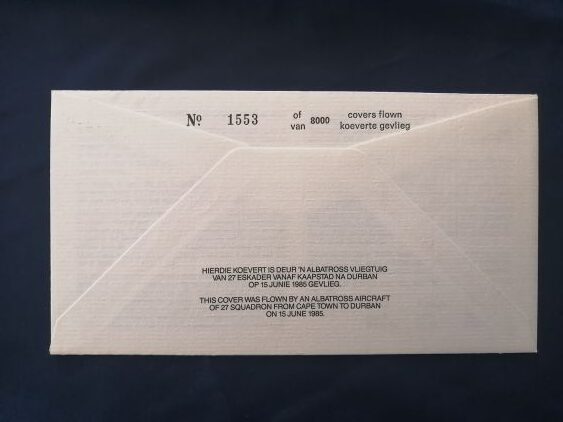 No. 1553 of 8000 covers flown
van koeverte gevlieg
HIERDIE KOEVERT IS DEUR 'N ALBATROSS VLIEGTUIG
VAN 27 ESKADER VANAF KAAPSTAD NA DURBAN
OP 15 JUNIE 1985 GEVLIEG.
THIS COVER WAS FLOWN BY AN ALBATROSS AIRCRAFT
OF 27 SQUADRON FROM CAPE TOWN TO DURBAN
ON 15 JUNE 1985.